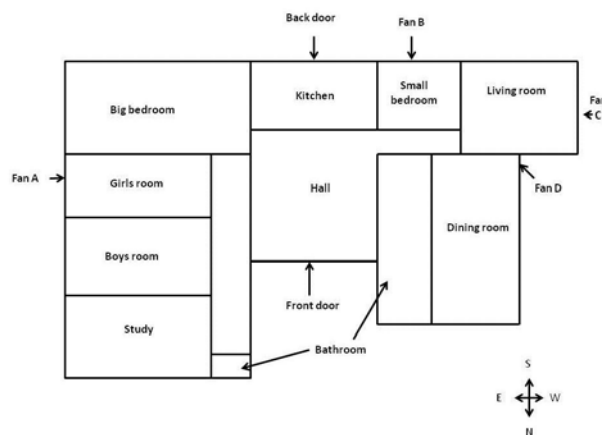 Back door
Fan B
Big bedroom
Kitchen
Small
bedroom
Living room
Fan
C
Fan A
Girls room
Hall
Fan D
Boys room
Dining room
Front door
Study
Bathroom
S
E
W
N